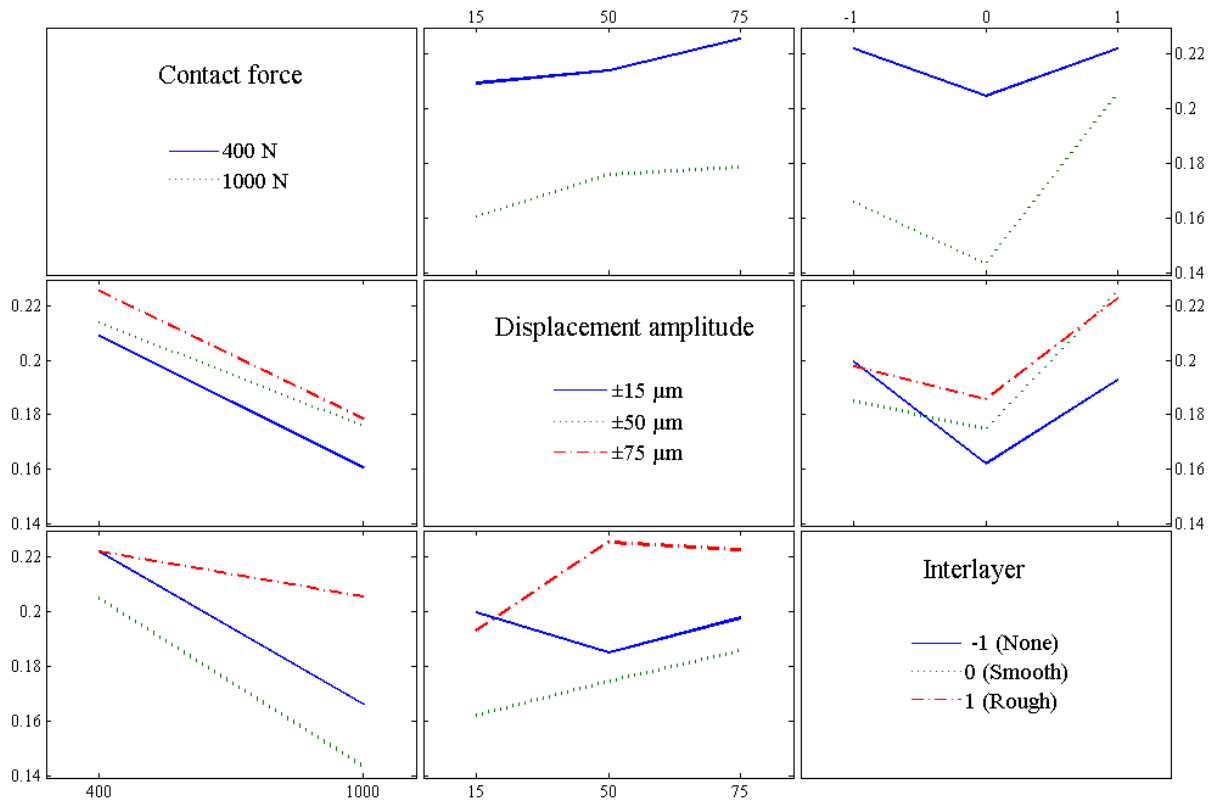 15 50 75 -1 0 1
Contact force
400 N
1000 N
0.22
0.2
0.18
0.16
0.14
0.22
0.2
0.18
0.16
0.14
Displacement amplitude
±15 µm
±50 µm
±75 µm
0.22
0.2
0.18
0.16
0.14
0.22
0.2
0.18
0.16
0.14
Interlayer
-1 (None)
0 (Smooth)
1 (Rough)
400 1000 15 50 75